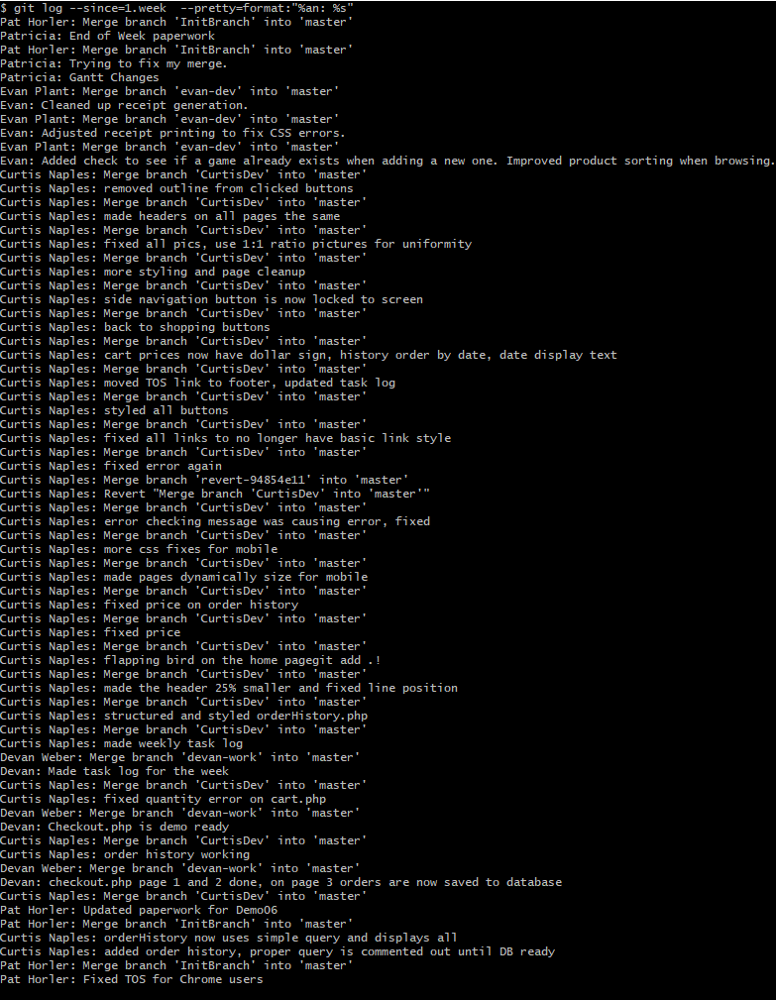 $ git log --since=1.week  --pretty=format:"%an: %s"
Pat Horler: Merge branch 'InitBranch' into 'master'
Patricia: End of Week paperwork
Pat Horler: Merge branch 'InitBranch' into 'master'
Patricia: Trying to fix my merge.
Patricia: Gantt Changes
Evan Plant: Merge branch 'evan-dev' into 'master'
Evan: Cleaned up receipt generation.
Evan Plant: Merge branch 'evan-dev' into 'master'
Evan: Adjusted receipt printing to fix CSS errors.
Evan Plant: Merge branch 'evan-dev' into 'master'
Evan: Added check to see if a game already exists when adding a new one. Improved product sorting when browsing.
Curtis Naples: Merge branch 'CurtisDev' into 'master'
Curtis Naples: removed outline from clicked buttons
Curtis Naples: Merge branch 'CurtisDev' into 'master'
Curtis Naples: made headers on all pages the same
Curtis Naples: Merge branch 'CurtisDev' into 'master'
Curtis Naples: fixed all pics, use 1:1 ratio pictures for uniformity
Curtis Naples: Merge branch 'CurtisDev' into 'master'
Curtis Naples: more styling and page cleanup
Curtis Naples: Merge branch 'CurtisDev' into 'master'
Curtis Naples: side navigation button is now locked to screen
Curtis Naples: Merge branch 'CurtisDev' into 'master'
Curtis Naples: back to shopping buttons
Curtis Naples: Merge branch 'CurtisDev' into 'master'
Curtis Naples: cart prices now have dollar sign, history order by date, date display text
Curtis Naples: Merge branch 'CurtisDev' into 'master'
Curtis Naples: moved TOS link to footer, updated task log
Curtis Naples: Merge branch 'CurtisDev' into 'master'
Curtis Naples: styled all buttons
Curtis Naples: Merge branch 'CurtisDev' into 'master'
Curtis Naples: fixed all links to no longer have basic link style
Curtis Naples: Merge branch 'CurtisDev' into 'master'
Curtis Naples: fixed error again
Curtis Naples: Merge branch 'revert-94854e11' into 'master'
Curtis Naples: Revert "Merge branch 'CurtisDev' into 'master'"
Curtis Naples: Merge branch 'CurtisDev' into 'master'
Curtis Naples: error checking message was causing error, fixed
Curtis Naples: Merge branch 'CurtisDev' into 'master'
Curtis Naples: more css fixes for mobile
Curtis Naples: Merge branch 'CurtisDev' into 'master'
Curtis Naples: made pages dynamically size for mobile
Curtis Naples: Merge branch 'CurtisDev' into 'master'
Curtis Naples: fixed price on order history
Curtis Naples: Merge branch 'CurtisDev' into 'master'
Curtis Naples: fixed price
Curtis Naples: Merge branch 'CurtisDev' into 'master'
Curtis Naples: flapping bird on the home pagegit add .!
Curtis Naples: Merge branch 'CurtisDev' into 'master'
Curtis Naples: made the header 25% smaller and fixed line position
Curtis Naples: Merge branch 'CurtisDev' into 'master'
Curtis Naples: structured and styled orderHistory.php
Curtis Naples: Merge branch 'CurtisDev' into 'master'
Curtis Naples: made weekly task log
Devan Weber: Merge branch 'devan-work' into 'master'
Devan: Made task log for the week
Curtis Naples: Merge branch 'CurtisDev' into 'master'
Curtis Naples: fixed quantity error on cart.php
Devan Weber: Merge branch 'devan-work' into 'master'
Devan: Checkout.php is demo ready
Curtis Naples: Merge branch 'CurtisDev' into 'master'
Curtis Naples: order history working
Devan Weber: Merge branch 'devan-work' into 'master'
Devan: checkout.php page 1 and 2 done, on page 3 orders are now saved to database
Curtis Naples: Merge branch 'CurtisDev' into 'master'
Pat Horler: Updated paperwork for Demo06
Pat Horler: Merge branch 'InitBranch' into 'master'
Curtis Naples: orderHistory now uses simple query and displays all
Curtis Naples: added order history, proper query is commented out until DB ready
Pat Horler: Merge branch 'InitBranch' into 'master'
Pat Horler: Fixed TOS for Chrome users